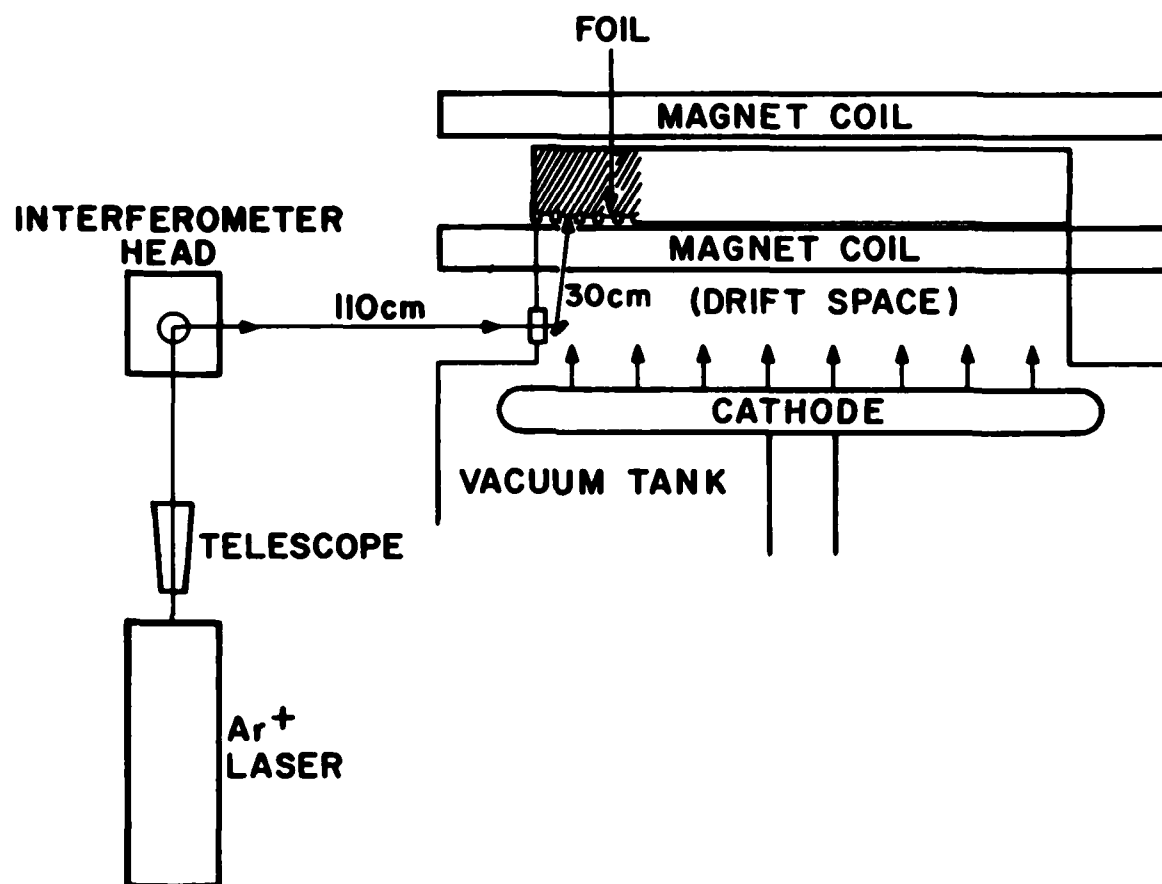 FOIL
MAGNET COIL
INTERFEROMETER
HEAD
MAGNET COIL
110cm
30cm
(DRIFT SPACE)
CATHODE
VACUUM TANK
TELESCOPE
Ar+
LASER